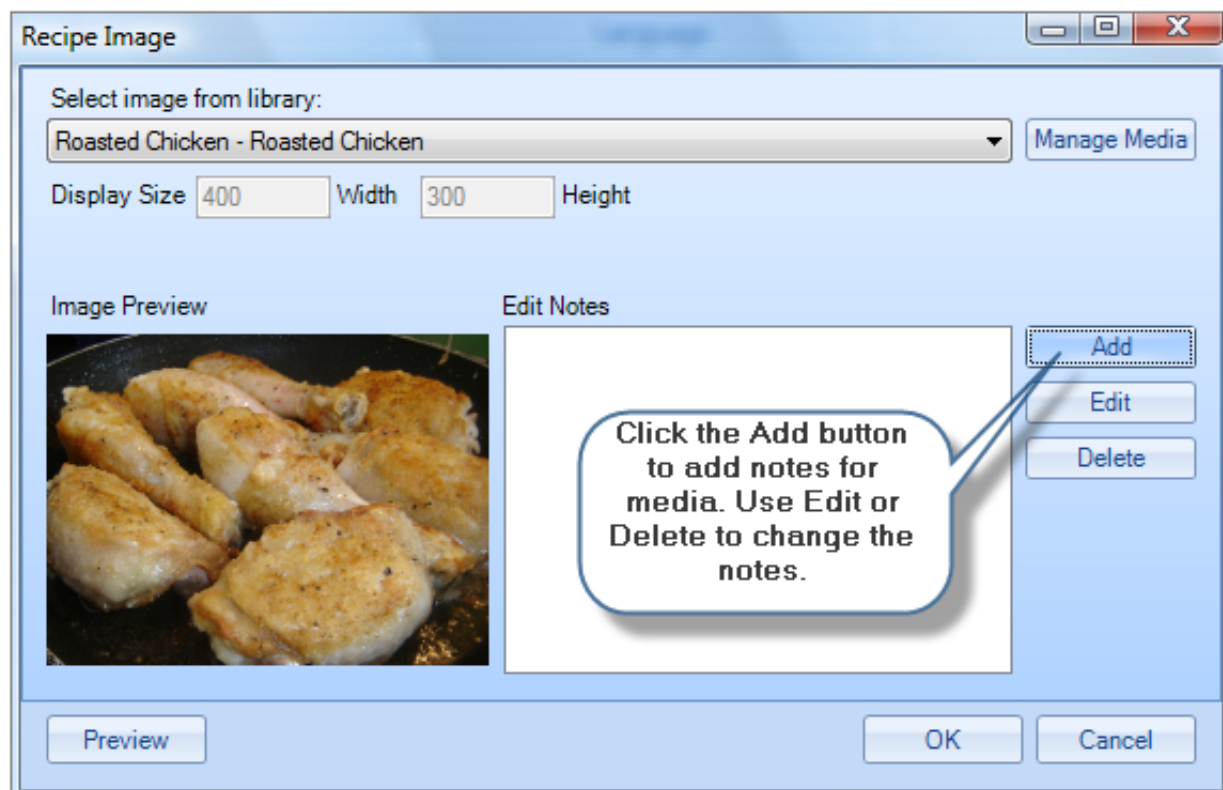 Recipe Image
Select image from library:
Roasted Chicken - Roasted Chicken
Manage Media
Display Size 400 Width 300 Height
Image Preview
Edit Notes
Add
Edit
Delete
Click the Add button
to add notes for
media. Use Edit or
Delete to change the
notes.
Preview
OK
Cancel